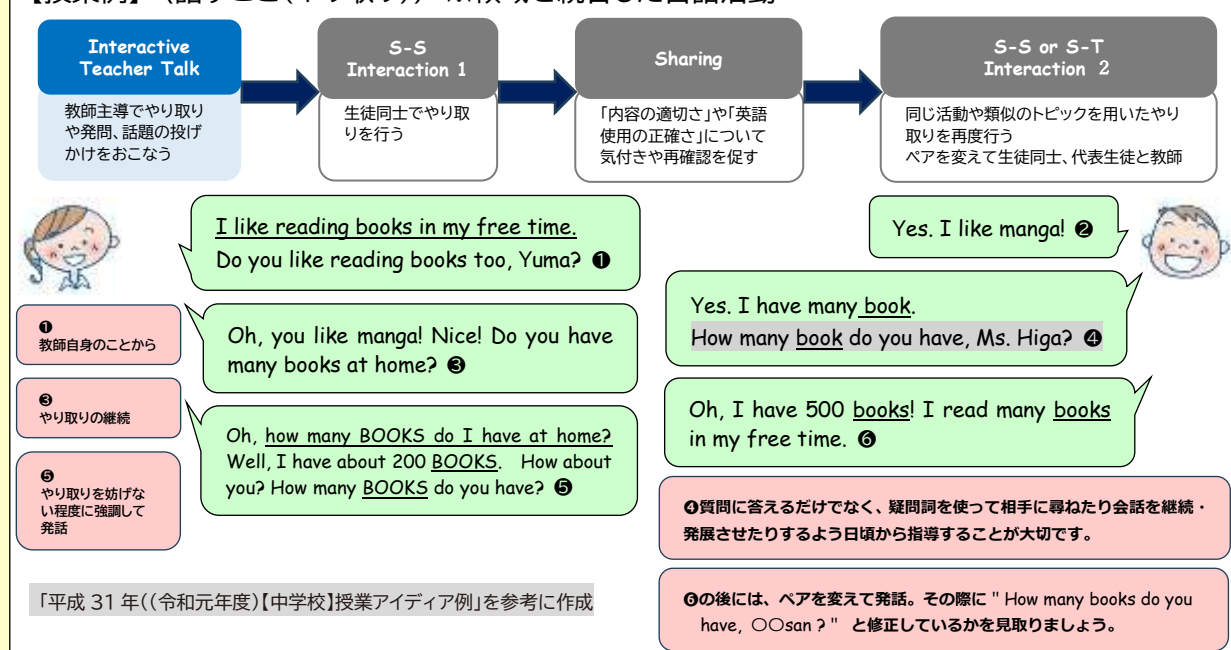 Interactive
Teacher Talk
教師主導でやり取り
や発問、話題の投げ
かけをおこなう
S-S
Interaction 1
生徒同士でやり取
りを行う
Sharing
「内容の適切さ」や「英語
使用の正確さ」について
気付きや再確認を促す
S-S or S-T
Interaction 2
同じ活動や類似のトピックを用いたやり
取りを再度行う
ペアを変えて生徒同士、代表生徒と教師
I like reading books in my free time.
Do you like reading books too, Yuma? ❶
Yes. I like manga! ❷
❶
教師自身のことから
Oh, you like manga! Nice! Do you have
many books at home? ❸
Yes. I have many book.
How many book do you have, Ms. Higa? ❹
❸
やり取りの継続
Oh, how many BOOKS do I have at home?
Well, I have about 200 BOOKS. How about
you? How many BOOKS do you have? ❺
Oh, I have 500 books! I read many books
in my free time. ❻
❺
やり取りを妨げな
い程度に強調して
発話
❹質問に答えるだけでなく、疑問詞を使って相手に尋ねたり会話を継続・
発展させたりするよう日頃から指導することが大切です。
「平成 31 年((令和元年度)【中学校】授業アイディア例」を参考に作成
❻の後には、ペアを変えて発話。その際に " How many books do you
have, 〇〇san ? " と修正しているかを見取りましょう。